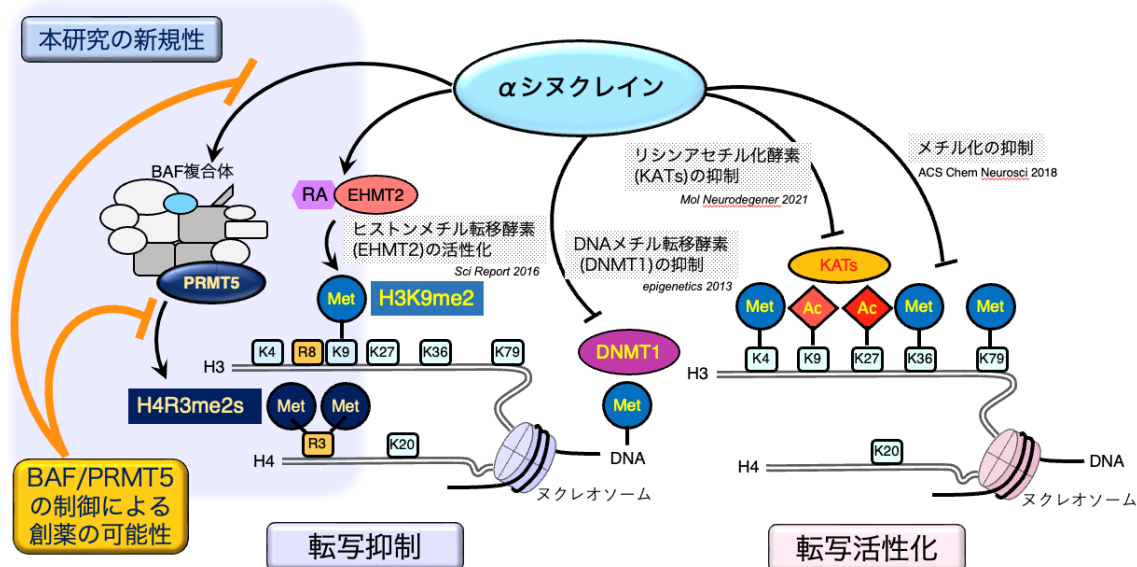 本研究の新規性
αシヌクレイン
BAF複合体
PRMT5
RA
EHMT2
ヒストンメチル転移酵素
(EHMT2)の活性化
Sci Report 2016
リシンアセチル化酵素
(KATs)の抑制
Mol Neurodegener 2021
メチル化の抑制
ACS Chem Neurosci 2018
DNAメチル転移酵素
(DNMT1)の抑制
epigenetics 2013
KATs
Met
H3K9me2
K4
R8
K9
K27
K36
K79
H3
H4R3me2s
Met
Met
R3
K20
H4
DNMT1
Met
DNA
ヌクレオソーム
Met
Ac
Ac
Met
Met
K4
K9
K27
K36
K79
H3
K20
H4
DNA
ヌクレオソーム
BAF/PRMT5
の制御による
創薬の可能性
転写抑制
転写活性化